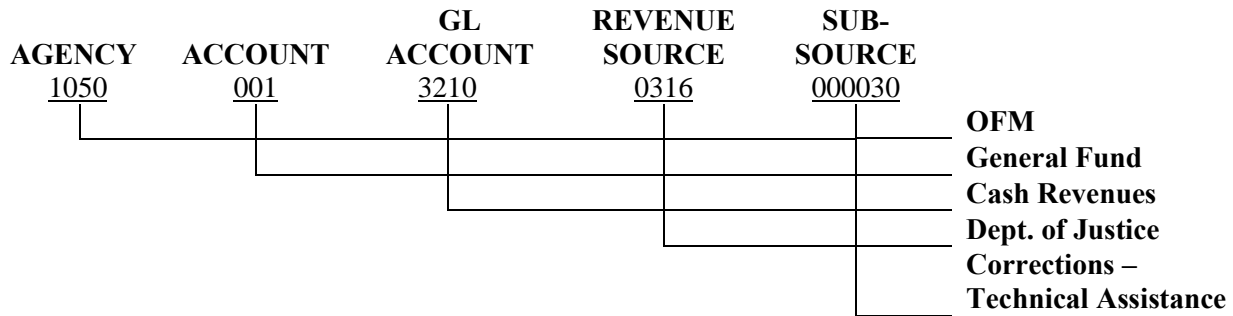 GL REVENUE SUB-
AGENCY ACCOUNT ACCOUNT SOURCE SOURCE
1050 001 3210 0316 000030
OFM
General Fund
Cash Revenues
Dept. of Justice
Corrections –
Technical Assistance